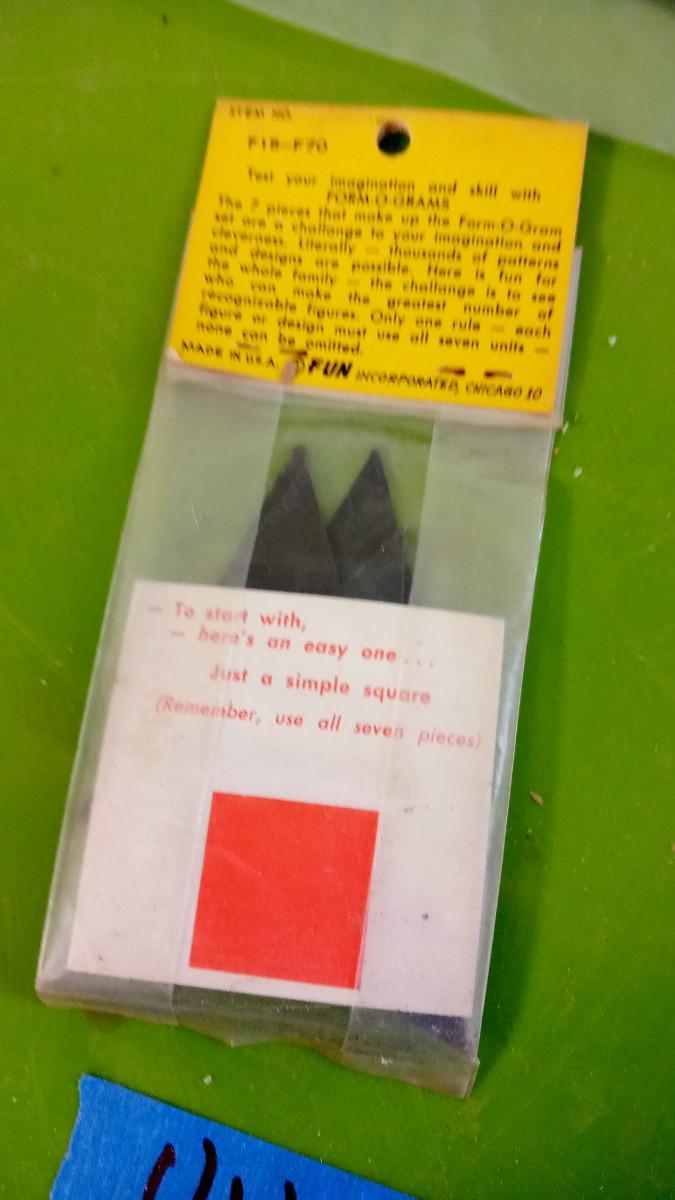 ITEM NO.
F18—F70
Test your imagination and skill with
FORM-O-GRAMS
The 7 pieces that make up the Form-O-Gram
set are a challenge to your imagination and
cleverness. Literally — thousands of patterns
and designs are possible. Here is fun for
the whole family — the challenge is to see
who can make the greatest number of
recognizable figures. Only one rule — each
figure or design must use all seven units —
none can be omitted.
MADE IN U.S.A. © FUN INCORPORATED, CHICAGO 10
— To start with,
— here's an easy one . . .
Just a simple square
(Remember, use all seven pieces)